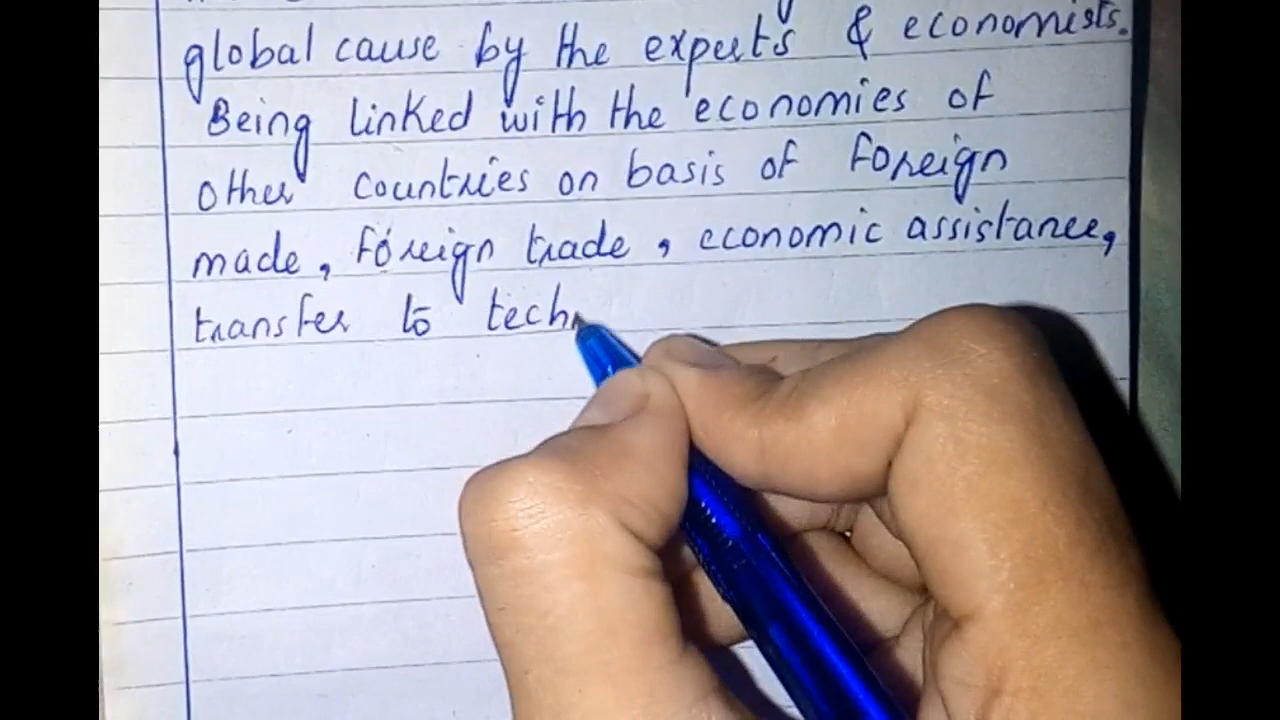 global cause by the experts & economists.
Being linked with the economies of
other countries on basis of foreign
made, foreign trade, economic assistance,
transfer to tech